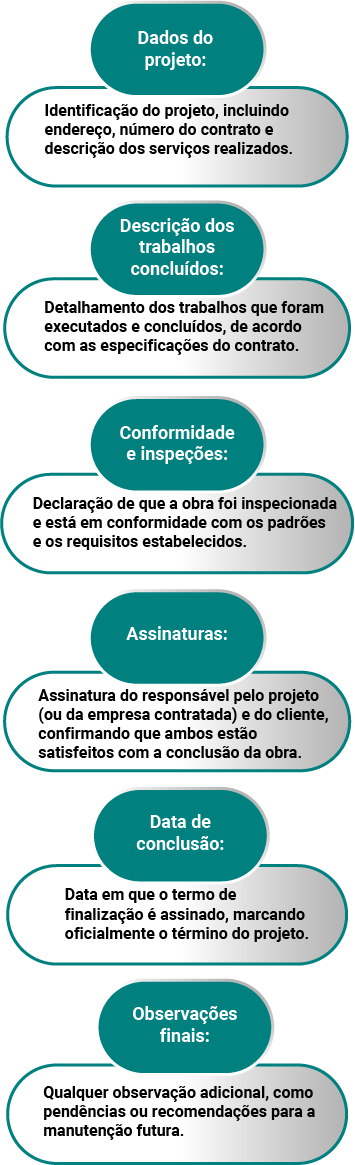 Dados do
projeto:
Identificação do projeto, incluindo
endereço, número do contrato e
descrição dos serviços realizados.
Descrição dos
trabalhos
concluídos:
Detalhamento dos trabalhos que foram
executados e concluídos, de acordo
com as especificações do contrato.
Conformidade
e inspeções:
Declaração de que a obra foi inspecionada
e está em conformidade com os padrões
e os requisitos estabelecidos.
Assinaturas:
Assinatura do responsável pelo projeto
(ou da empresa contratada) e do cliente,
confirmando que ambos estão
satisfeitos com a conclusão da obra.
Data de
conclusão:
Data em que o termo de
finalização é assinado, marcando
oficialmente o término do projeto.
Observações
finais:
Qualquer observação adicional, como
pendências ou recomendações para a
manutenção futura.